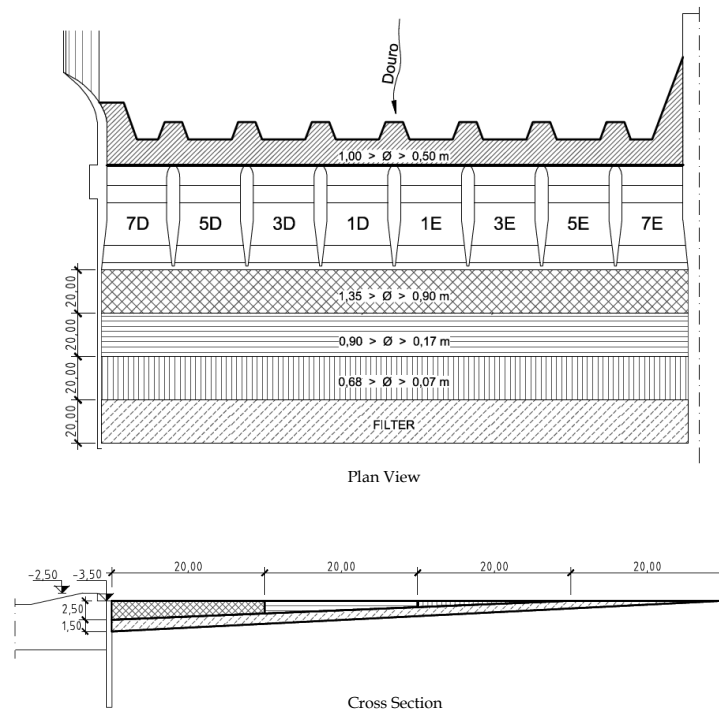 Douro
1,00 > Ø > 0,50 m
7D 5D 3D 1D 1E 3E 5E 7E
20,00
1,35 > Ø > 0,90 m
20,00
0,90 > Ø > 0,17 m
20,00
0,68 > Ø > 0,07 m
20,00
FILTER
Plan View
20,00 20,00 20,00 20,00
-2,50 -3,50
2,50
1,50
Cross Section